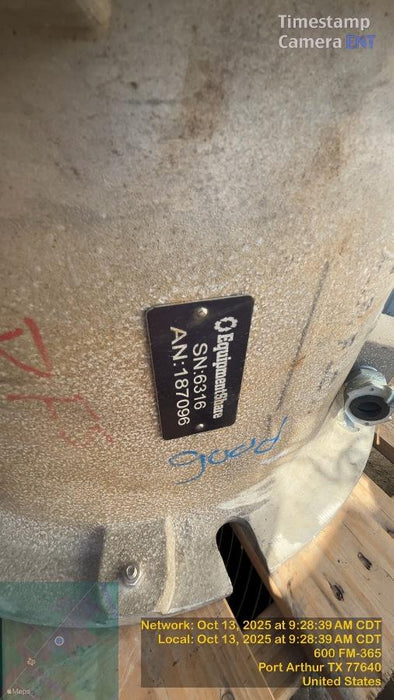 Timestamp
Camera ENT
EquipmentShare
SN:6316
AN:187096
good
Network: Oct 13, 2025 at 9:28:39 AM CDT
Local: Oct 13, 2025 at 9:28:39 AM CDT
600 FM-365
Port Arthur TX 77640
United States
Maps